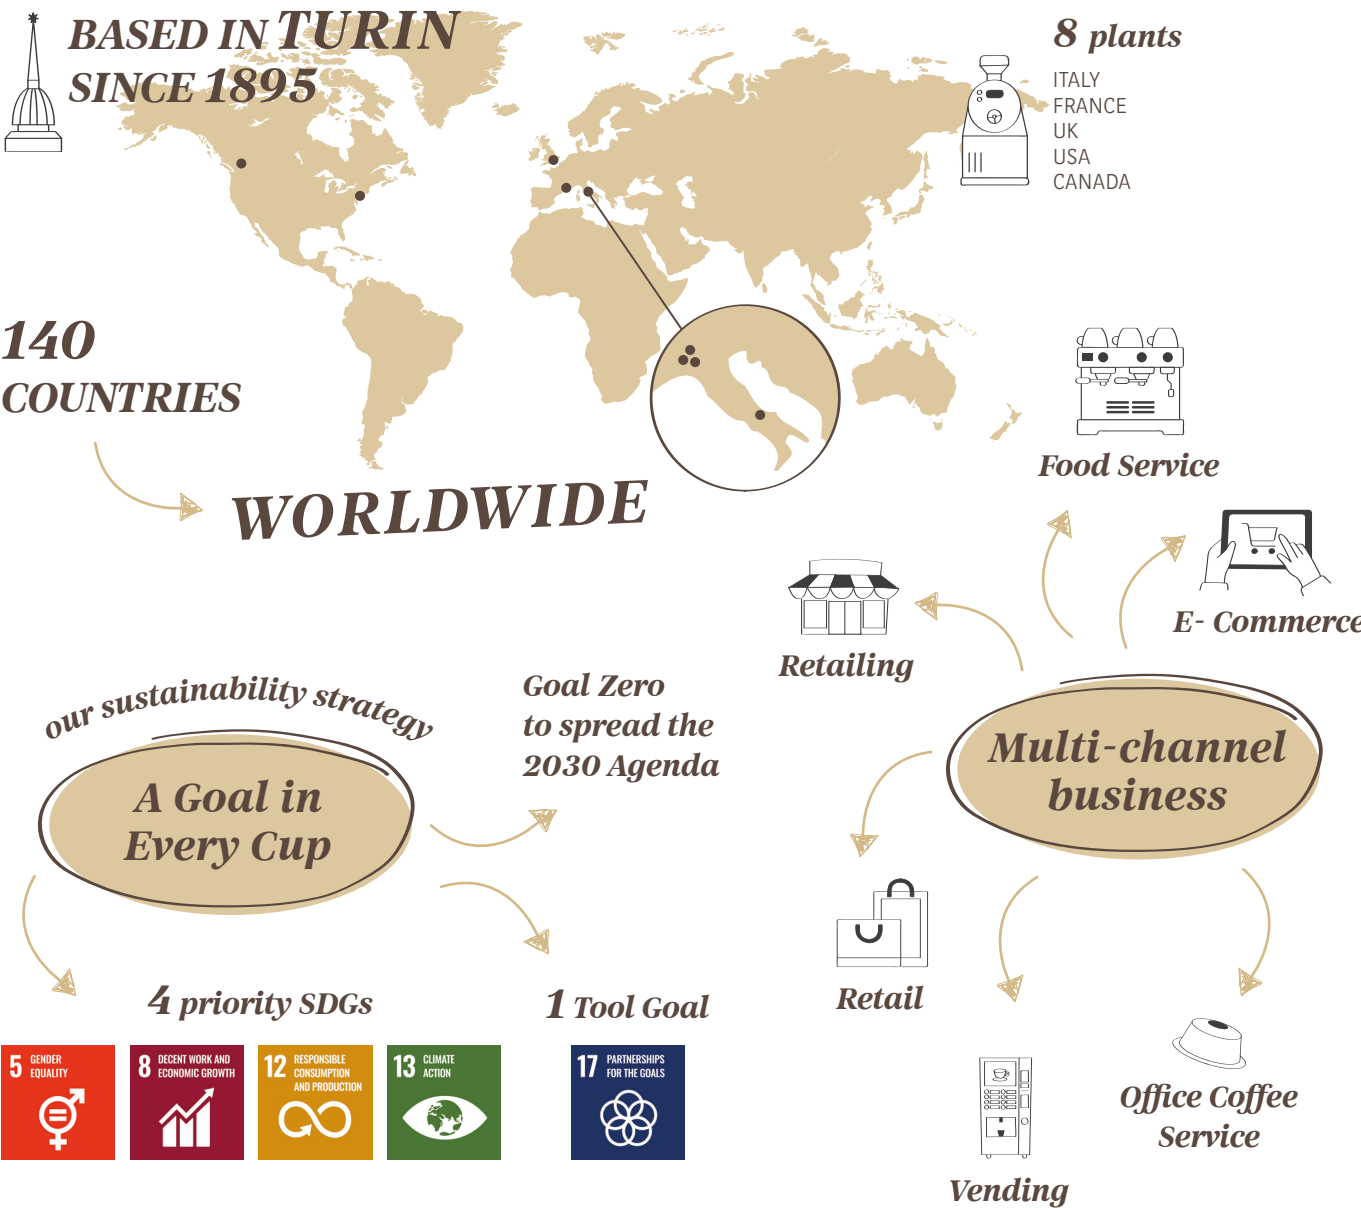 BASED IN TURIN
SINCE 1895
8 plants
ITALY
FRANCE
UK
USA
CANADA
140
COUNTRIES
WORLDWIDE
Food Service
E- Commerce
Retailing
Multi-channel
business
Retail
Vending
Office Coffee
Service
our sustainability strategy
A Goal in
Every Cup
Goal Zero
to spread the
2030 Agenda
4 priority SDGs
1 Tool Goal
5 GENDER
EQUALITY
8 DECENT WORK AND
ECONOMIC GROWTH
12 RESPONSIBLE
CONSUMPTION
AND PRODUCTION
13 CLIMATE
ACTION
17 PARTNERSHIPS
FOR THE GOALS